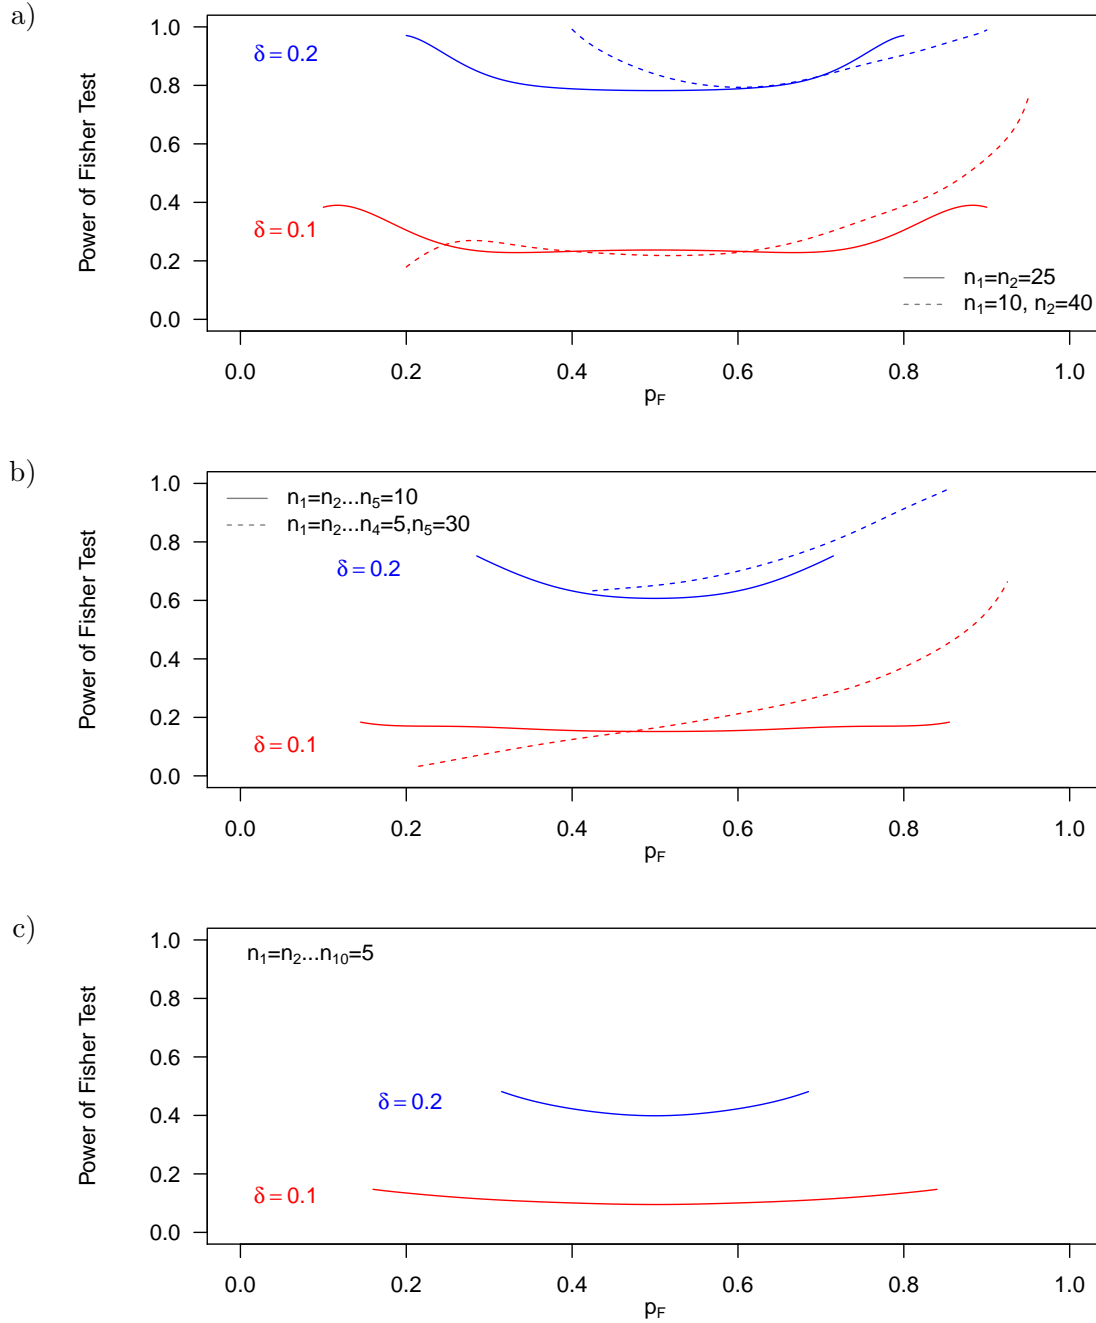 a)
Power of Fisher Test
1.0
0.8
0.6
0.4
0.2
0.0
δ = 0.2
δ = 0.1
n₁=n₂=25
n₁=10, n₂=40
0.0 0.2 0.4 0.6 0.8 1.0
p_F
b)
Power of Fisher Test
1.0
0.8
0.6
0.4
0.2
0.0
n₁=n₂...n₅=10
n₁=n₂...n₄=5,n₅=30
δ = 0.2
δ = 0.1
0.0 0.2 0.4 0.6 0.8 1.0
p_F
c)
Power of Fisher Test
1.0
0.8
0.6
0.4
0.2
0.0
n₁=n₂...n₁₀=5
δ = 0.2
δ = 0.1
0.0 0.2 0.4 0.6 0.8 1.0
p_F